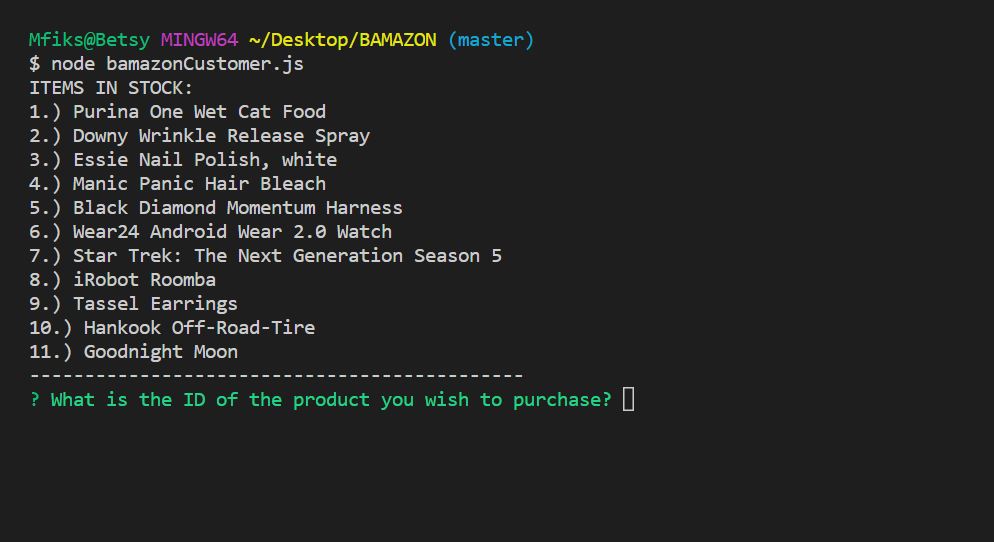 Mfiks@Betsy MINGW64 ~/Desktop/BAMAZON (master)
$ node bamazonCustomer.js
ITEMS IN STOCK:
1.) Purina One Wet Cat Food
2.) Downy Wrinkle Release Spray
3.) Essie Nail Polish, white
4.) Manic Panic Hair Bleach
5.) Black Diamond Momentum Harness
6.) Wear24 Android Wear 2.0 Watch
7.) Star Trek: The Next Generation Season 5
8.) iRobot Roomba
9.) Tassel Earrings
10.) Hankook Off-Road-Tire
11.) Goodnight Moon
---------------------------------------------
? What is the ID of the product you wish to purchase?